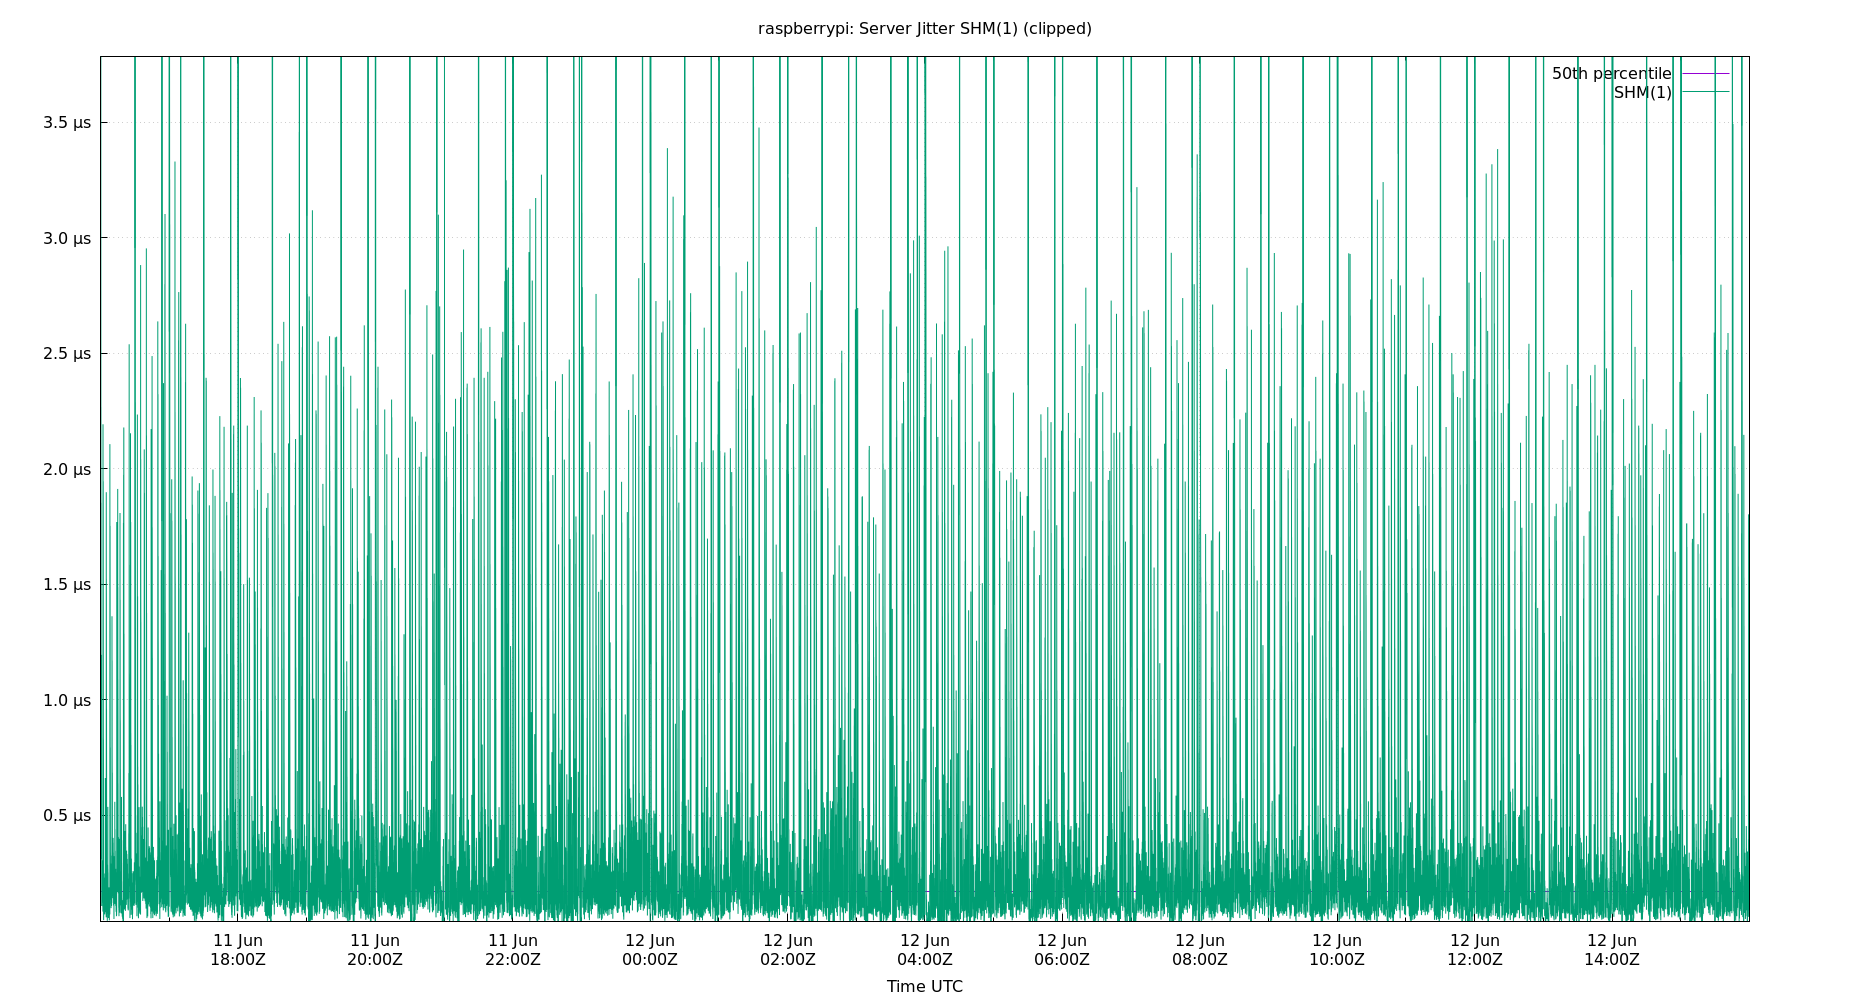 raspberrypi: Server Jitter SHM(1) (clipped)
50th percentile
SHM(1)
3.5 µs
3.0 µs
2.5 µs
2.0 µs
1.5 µs
1.0 µs
0.5 µs
11 Jun 11 Jun 11 Jun 12 Jun 12 Jun 12 Jun 12 Jun 12 Jun 12 Jun 12 Jun 12 Jun
18:00Z 20:00Z 22:00Z 00:00Z 02:00Z 04:00Z 06:00Z 08:00Z 10:00Z 12:00Z 14:00Z
Time UTC